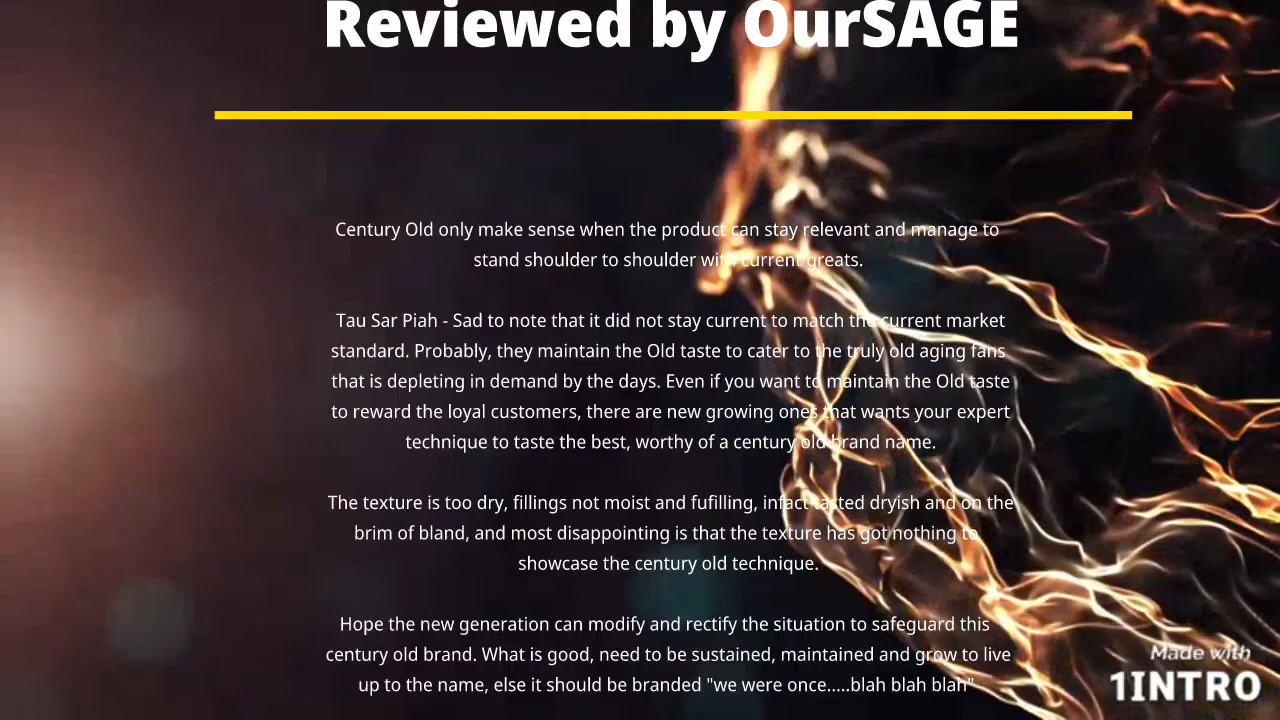 Reviewed by OurSAGE
Century Old only make sense when the product can stay relevant and manage to
stand shoulder to shoulder with current greats.
Tau Sar Piah - Sad to note that it did not stay current to match the current market
standard. Probably, they maintain the Old taste to cater to the truly old aging fans
that is depleting in demand by the days. Even if you want to maintain the Old taste
to reward the loyal customers, there are new growing ones that wants your expert
technique to taste the best, worthy of a century old brand name.
The texture is too dry, fillings not moist and fufilling, infact tasted dryish and on the
brim of bland, and most disappointing is that the texture has got nothing to
showcase the century old technique.
Hope the new generation can modify and rectify the situation to safeguard this
century old brand. What is good, need to be sustained, maintained and grow to live
up to the name, else it should be branded "we were once.....blah blah blah"
Made with
1INTRO